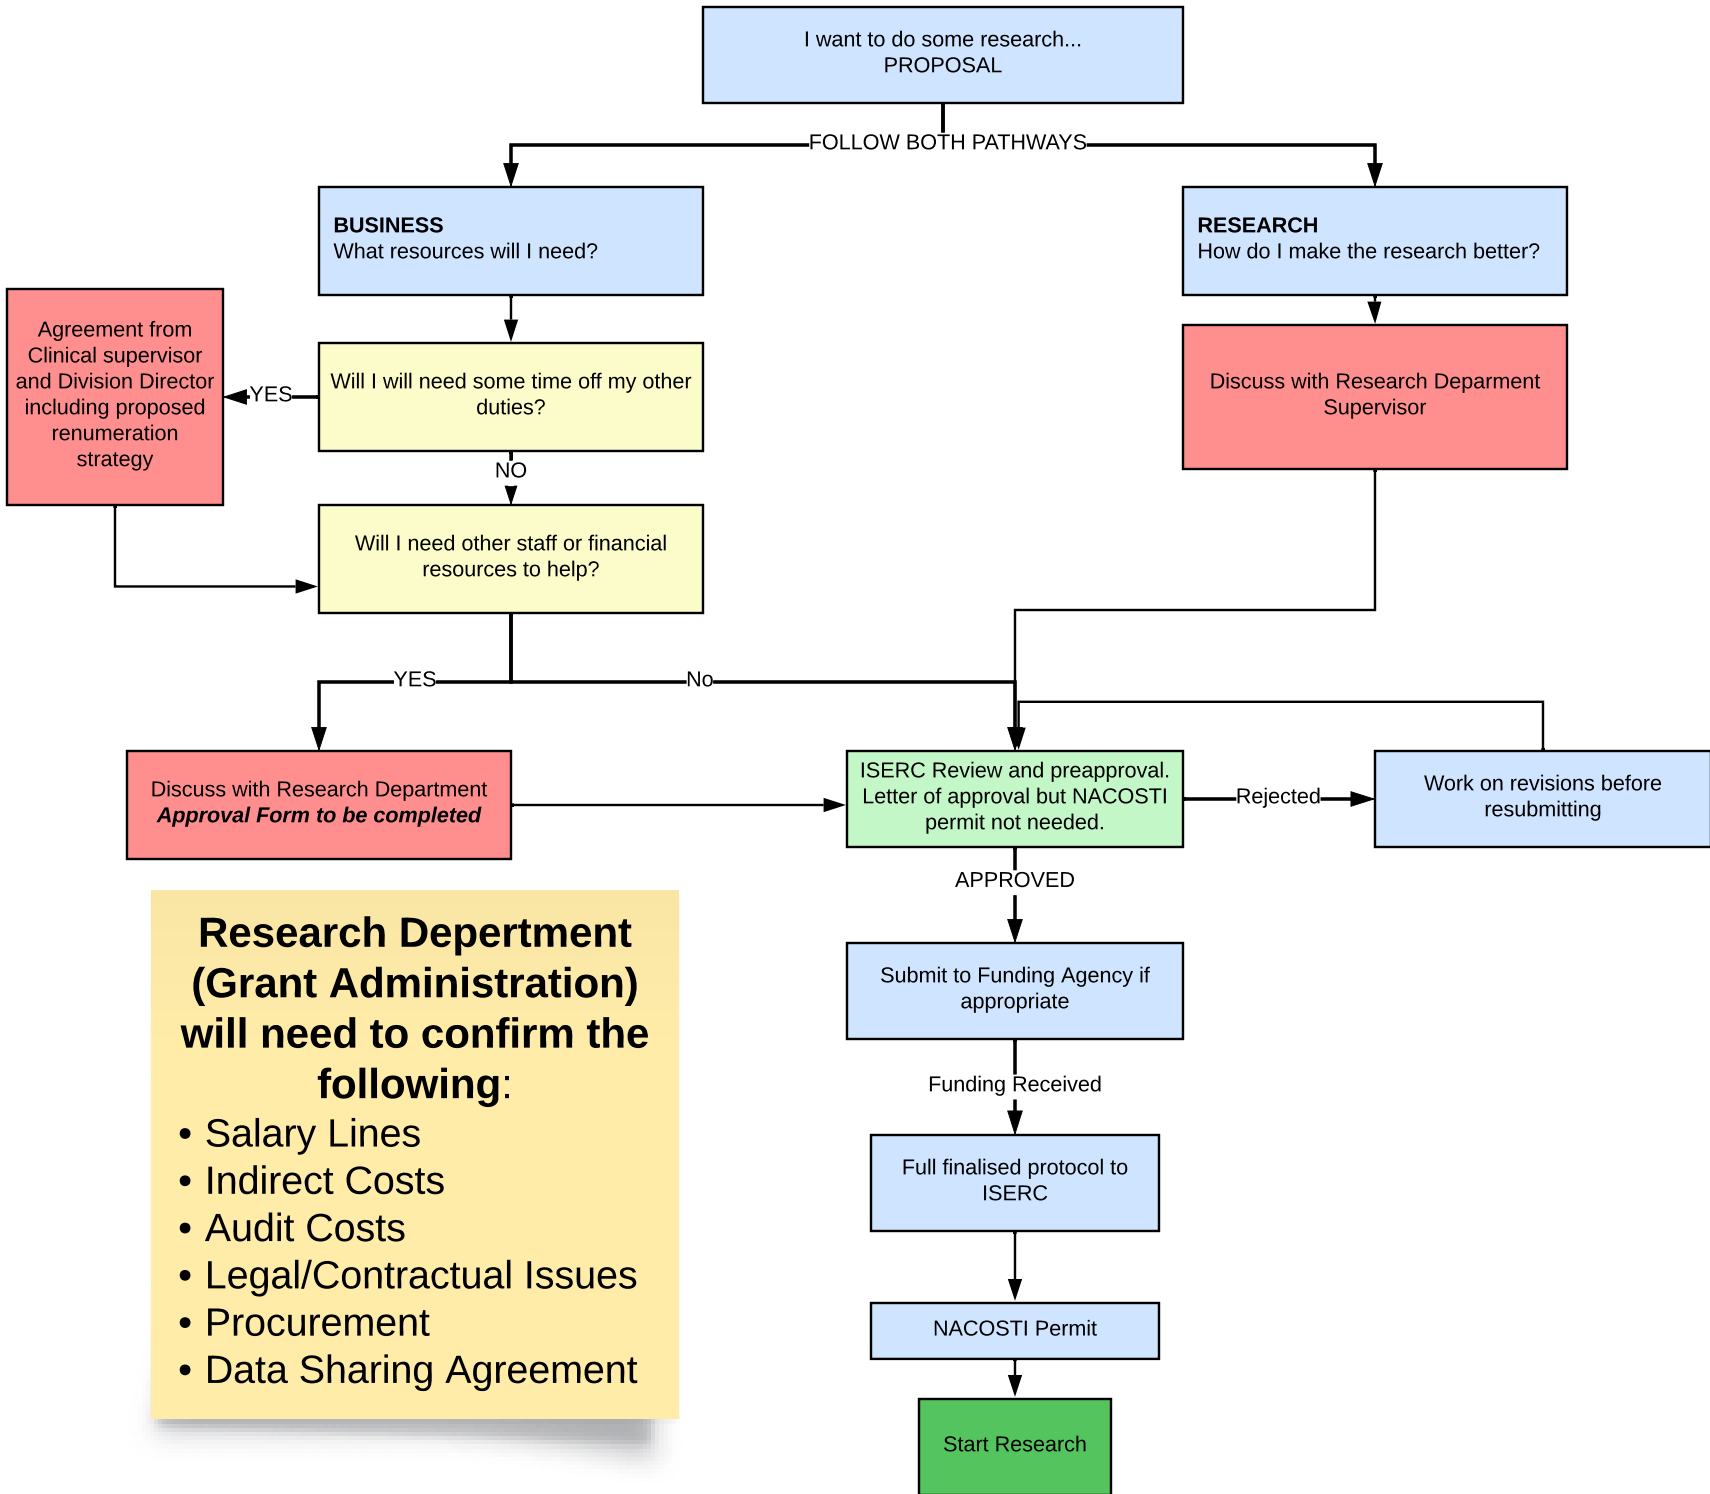 I want to do some research...
PROPOSAL
FOLLOW BOTH PATHWAYS
BUSINESS
What resources will I need?
RESEARCH
How do I make the research better?
Agreement from
Clinical supervisor
and Division Director
including proposed
renumeration
strategy
YES
Will I will need some time off my other
duties?
Discuss with Research Deparment
Supervisor
NO
Will I need other staff or financial
resources to help?
YES
No
Discuss with Research Department
Approval Form to be completed
ISERC Review and preapproval.
Letter of approval but NACOSTI
permit not needed.
Rejected
Work on revisions before
resubmitting
APPROVED
Submit to Funding Agency if
appropriate
Funding Received
Full finalised protocol to
ISERC
NACOSTI Permit
Start Research
Research Depertment
(Grant Administration)
will need to confirm the
following:
• Salary Lines
• Indirect Costs
• Audit Costs
• Legal/Contractual Issues
• Procurement
• Data Sharing Agreement